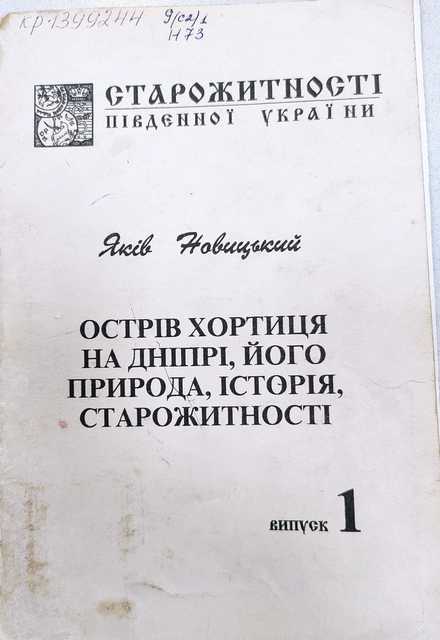 кр.1399244
9(с2)1
Н73
СТАРОЖИТНОСТІ
ПІВДЕННОЇ УКРАЇНИ
Яків Новицький
ОСТРІВ ХОРТИЦЯ
НА ДНІПРІ, ЙОГО
ПРИРОДА, ІСТОРІЯ,
СТАРОЖИТНОСТІ
ВИПУСК 1